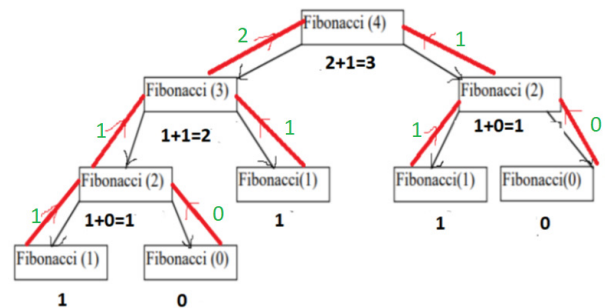 Fibonacci (4)
2
1
2+1=3
Fibonacci (3)
Fibonacci (2)
1
1+1=2
1
1
1+0=1
0
Fibonacci (2)
Fibonacci(1)
Fibonacci(1)
Fibonacci(0)
1
1+0=1
0
1
1
0
Fibonacci (1)
Fibonacci (0)
1
0